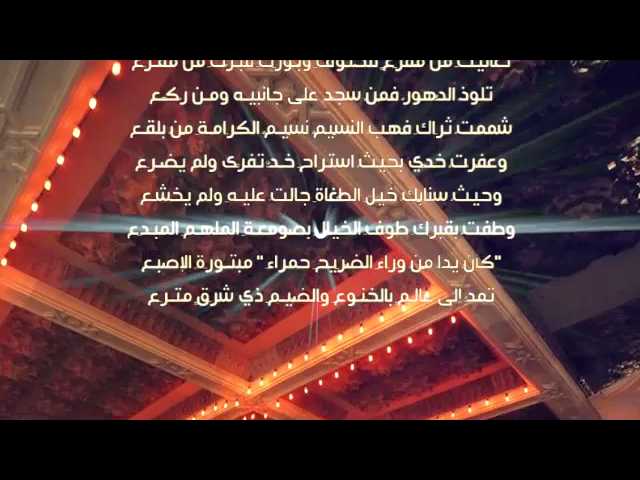 تلوذ الدهور فمن سجد على جانبيه ومن ركع
شممت ثراك فهب النسيم نسيم الكرامة من بلقع
وعفرت خدي بحيث استراح خد تفرى ولم يضرع
وحيث سنابك خيل الطغاة جالت عليه ولم يخشع
وطفت بقبرك طوف الخيال بصومعة الملهم المبدع
"كأن يدا من وراء الضريح حمراء " مبتورة الإصبع
تمد الى عالم بالخنوع والضيم ذي شرق مترع